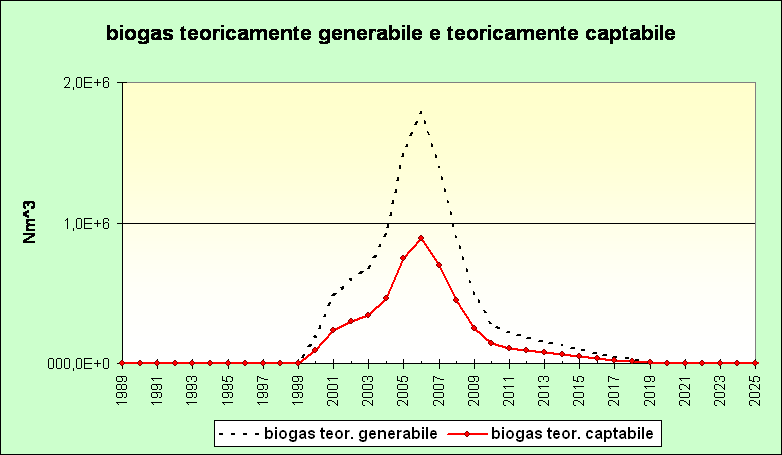 biogas teoricamente generabile e teoricamente captabile
2,0E+6
1,0E+6
000,0E+0
Nm^3
1989
1991
1993
1995
1997
1999
2001
2003
2005
2007
2009
2011
2013
2015
2017
2019
2021
2023
2025
biogas teor. generabile
biogas teor. captabile